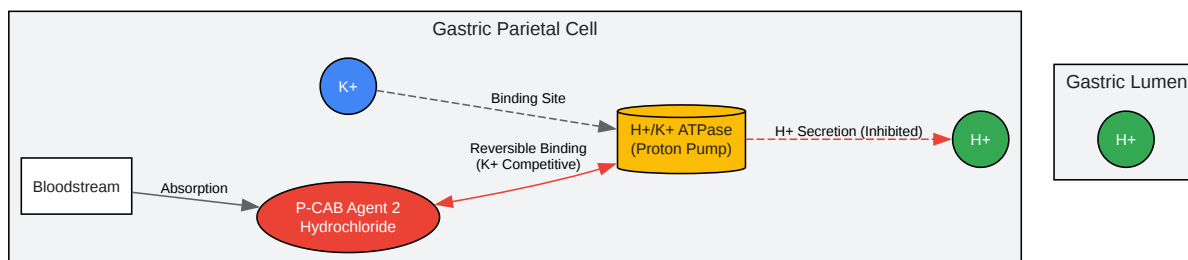 Gastric Parietal Cell
K+
Binding Site
H+/K+ ATPase
(Proton Pump)
H+ Secretion (Inhibited)
H+
Reversible Binding
(K+ Competitive)
Bloodstream
Absorption
P-CAB Agent 2
Hydrochloride
Gastric Lumen
H+